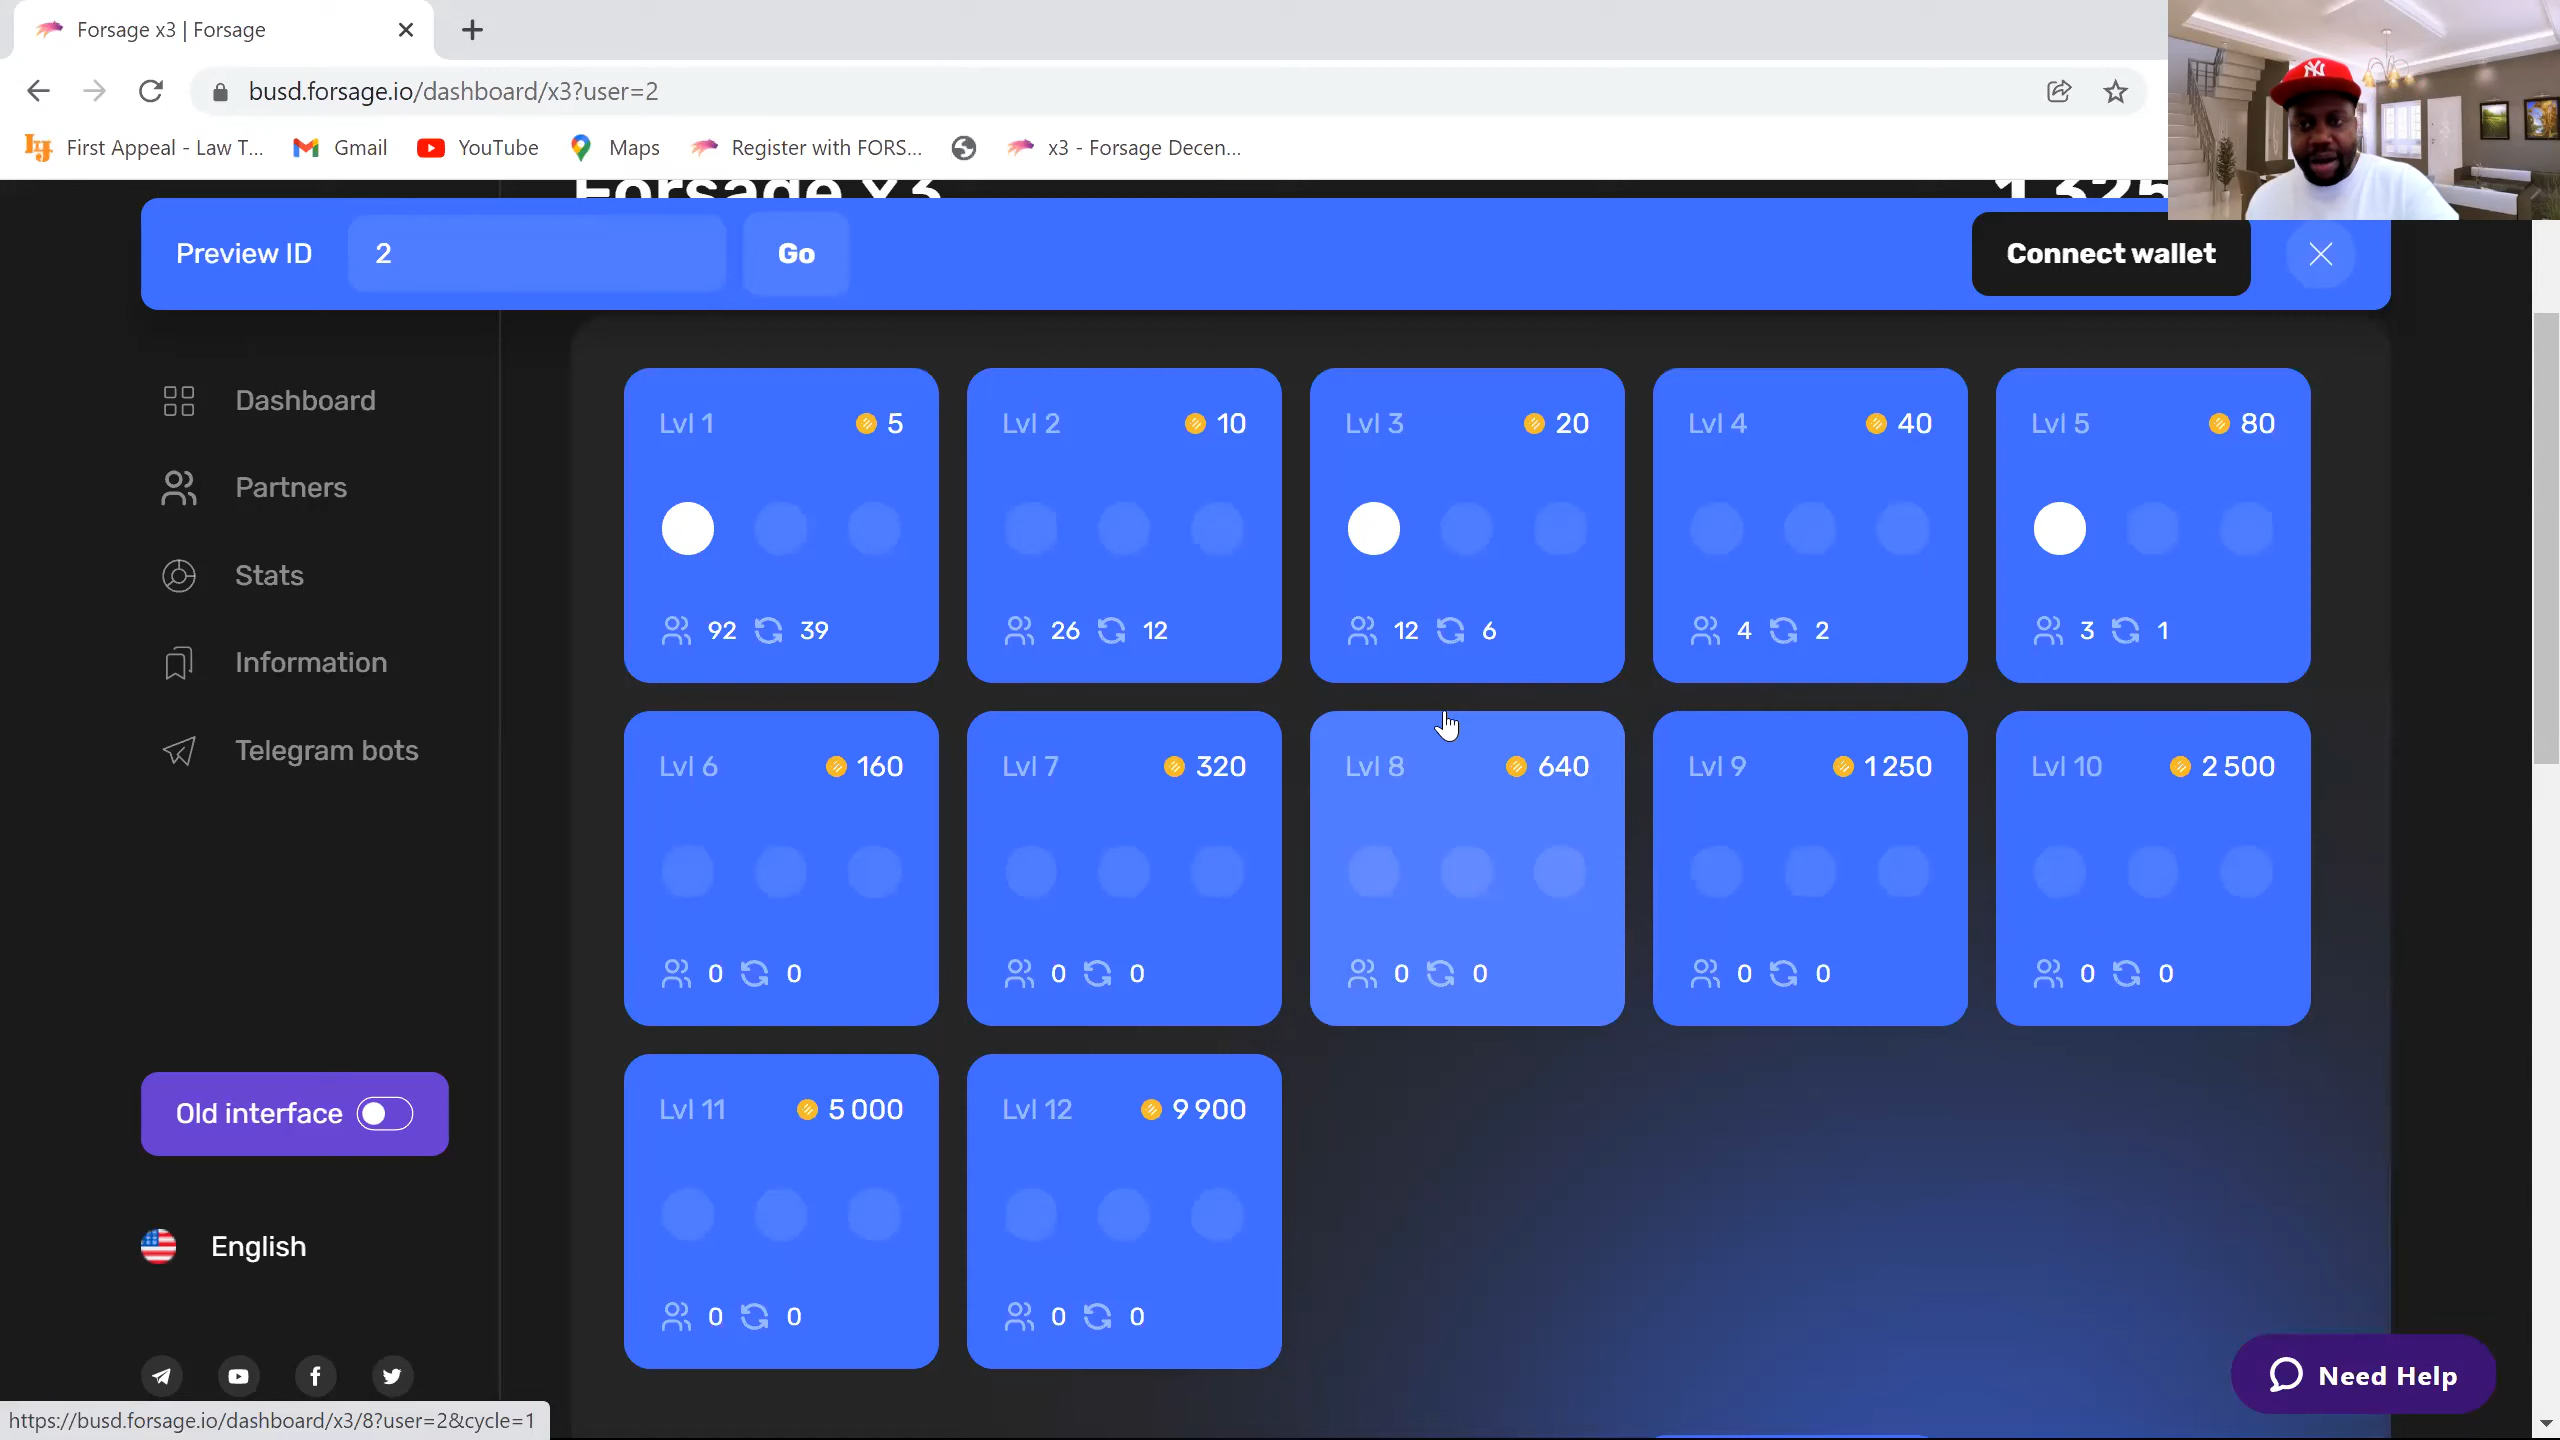 Forsage x3 | Forsage
busd.forsage.io/dashboard/x3?user=2
First Appeal - Law T...
Gmail
YouTube
Maps
Register with FORS...
x3 - Forsage Decen...
Forsage x3
Preview ID
2
Go
Connect wallet
Dashboard
Partners
Stats
Information
Telegram bots
Old interface
English
Lvl 1 5
92 39
Lvl 2 10
26 12
Lvl 3 20
12 6
Lvl 4 40
4 2
Lvl 5 80
3 1
Lvl 6 160
0 0
Lvl 7 320
0 0
Lvl 8 640
0 0
Lvl 9 1 250
0 0
Lvl 10 2 500
0 0
Lvl 11 5 000
0 0
Lvl 12 9 900
0 0
Need Help
https://busd.forsage.io/dashboard/x3/8?user=2&cycle=1